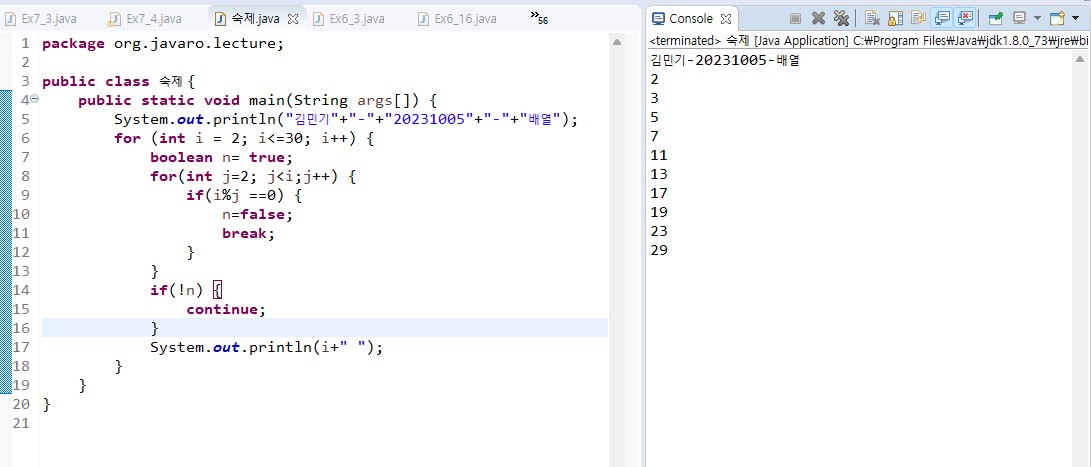 Ex7_3.java Ex7_4.java 숙제.java Ex6_3.java Ex6_16.java »56
1 package org.javaro.lecture;
2
3 public class 숙제 {
4 public static void main(String args[]) {
5 System.out.println("김민기"+"-"+"20231005"+"-"+"배열");
6 for (int i = 2; i<=30; i++) {
7 boolean n= true;
8 for(int j=2; j<i;j++) {
9 if(i%j ==0) {
10 n=false;
11 break;
12 }
13 }
14 if(!n) {
15 continue;
16 }
17 System.out.println(i+" ");
18 }
19 }
20 }
21
Console
<terminated> 숙제 [Java Application] C:₩Program Files₩Java₩jdk1.8.0_73₩jre₩bi
김민기-20231005-배열
2
3
5
7
11
13
17
19
23
29